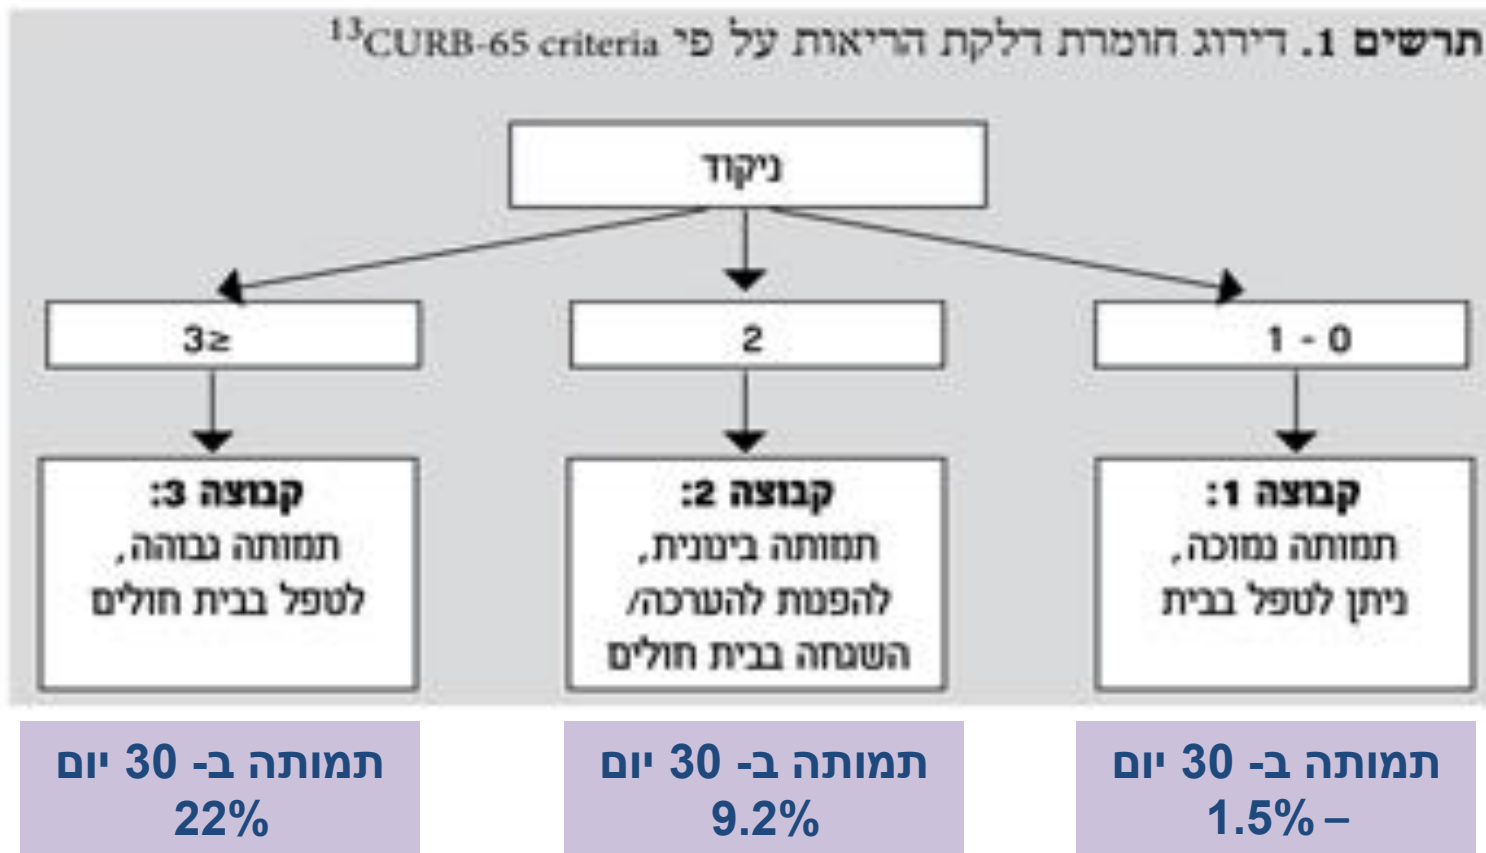 תרשים 1. דירוג חומרת דלקת הריאות על פי CURB-65 criteria¹³
ניקוד
1 - 0
2
3≤
קבוצה 1:
תמותה נמוכה,
ניתן לטפל בבית
קבוצה 2:
תמותה בינונית,
להפנות להערכה/
השגחה בבית חולים
קבוצה 3:
תמותה גבוהה,
לטפל בבית חולים
תמותה ב- 30 יום
1.5% –
תמותה ב- 30 יום
9.2%
תמותה ב- 30 יום
22%